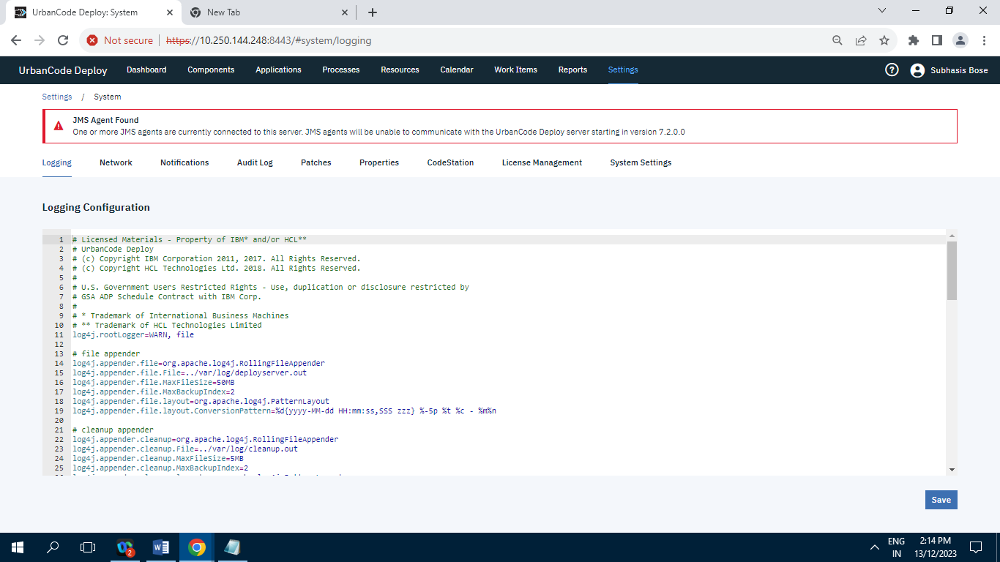 UrbanCode Deploy: System
New Tab
Not secure
https://10.250.144.248:8443/#system/logging
UrbanCode Deploy Dashboard Components Applications Processes Resources Calendar Work Items Reports Settings Subhasis Bose
Settings / System
JMS Agent Found
One or more JMS agents are currently connected to this server. JMS agents will be unable to communicate with the UrbanCode Deploy server starting in version 7.2.0.0
Logging Network Notifications Audit Log Patches Properties CodeStation License Management System Settings
Logging Configuration
1 # Licensed Materials - Property of IBM* and/or HCL**
2 # UrbanCode Deploy
3 # (c) Copyright IBM Corporation 2011, 2017. All Rights Reserved.
4 # (c) Copyright HCL Technologies Ltd. 2018. All Rights Reserved.
5 #
6 # U.S. Government Users Restricted Rights - Use, duplication or disclosure restricted by
7 # GSA ADP Schedule Contract with IBM Corp.
8 #
9 # * Trademark of International Business Machines
10 # ** Trademark of HCL Technologies Limited
11 log4j.rootLogger=WARN, file
12
13 # file appender
14 log4j.appender.file=org.apache.log4j.RollingFileAppender
15 log4j.appender.file.File=../var/log/deployserver.out
16 log4j.appender.file.MaxFileSize=50MB
17 log4j.appender.file.MaxBackupIndex=2
18 log4j.appender.file.layout=org.apache.log4j.PatternLayout
19 log4j.appender.file.layout.ConversionPattern=%d{yyyy-MM-dd HH:mm:ss,SSS zzz} %-5p %t %c - %m%n
20
21 # cleanup appender
22 log4j.appender.cleanup=org.apache.log4j.RollingFileAppender
23 log4j.appender.cleanup.File=../var/log/cleanup.out
24 log4j.appender.cleanup.MaxFileSize=5MB
25 log4j.appender.cleanup.MaxBackupIndex=2
Save
2
ENG
IN
2:14 PM
13/12/2023